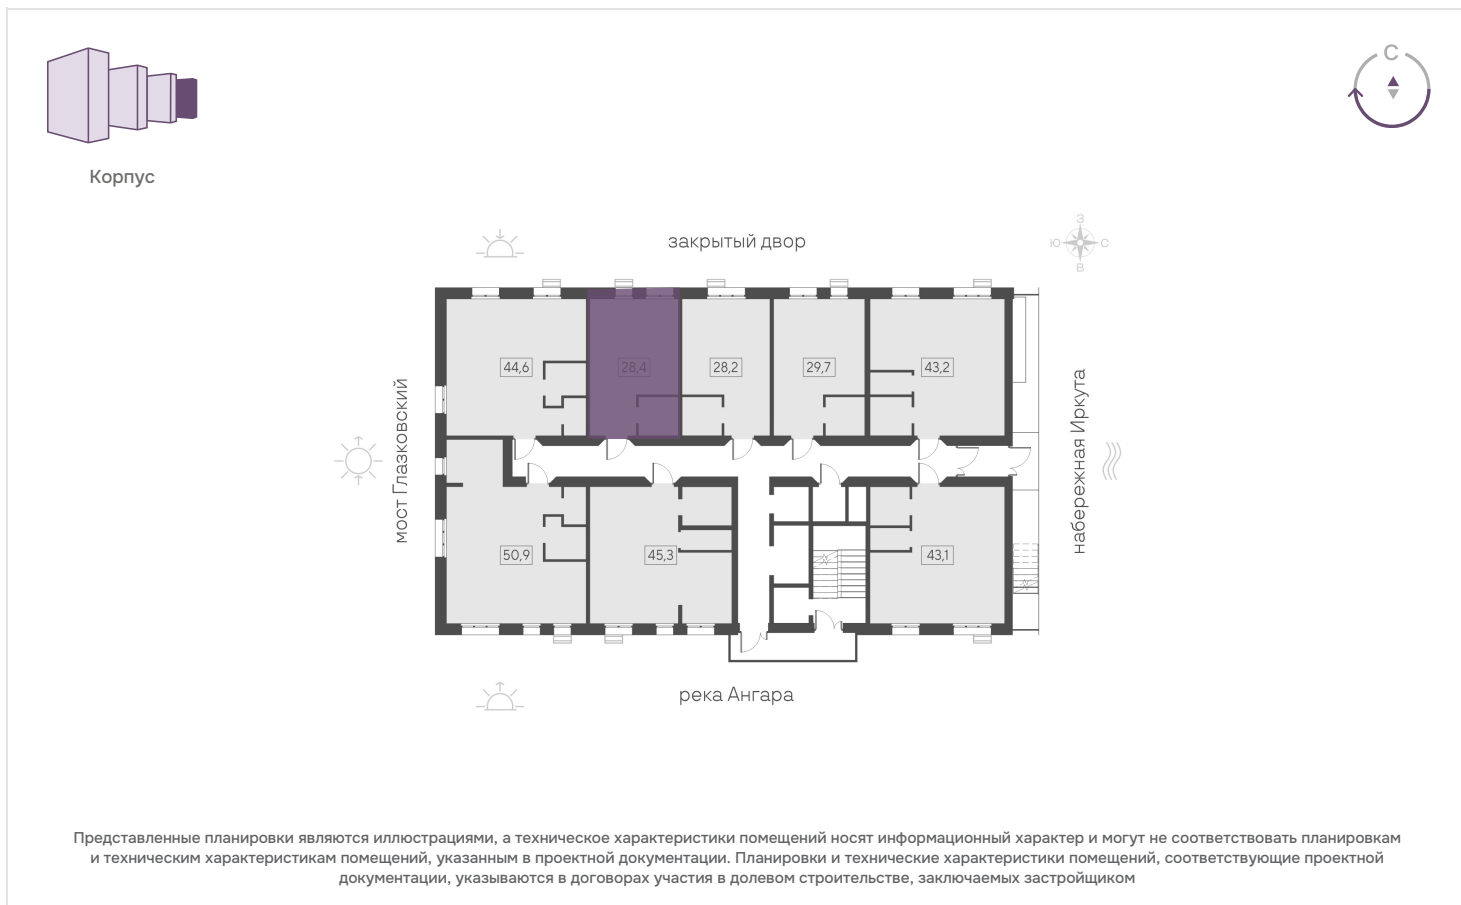 С
Корпус
закрытый двор
З
Ю
С
В
44,6
28,4
28,2
29,7
43,2
мост Глазковский
набережная Иркута
50,9
45,3
43,1
река Ангара
Представленные планировки являются иллюстрациями, а техническое характеристики помещений носят информационный характер и могут не соответствовать планировкам
и техническим характеристикам помещений, указанным в проектной документации. Планировки и технические характеристики помещений, соответствующие проектной
документации, указываются в договорах участия в долевом строительстве, заключаемых застройщиком